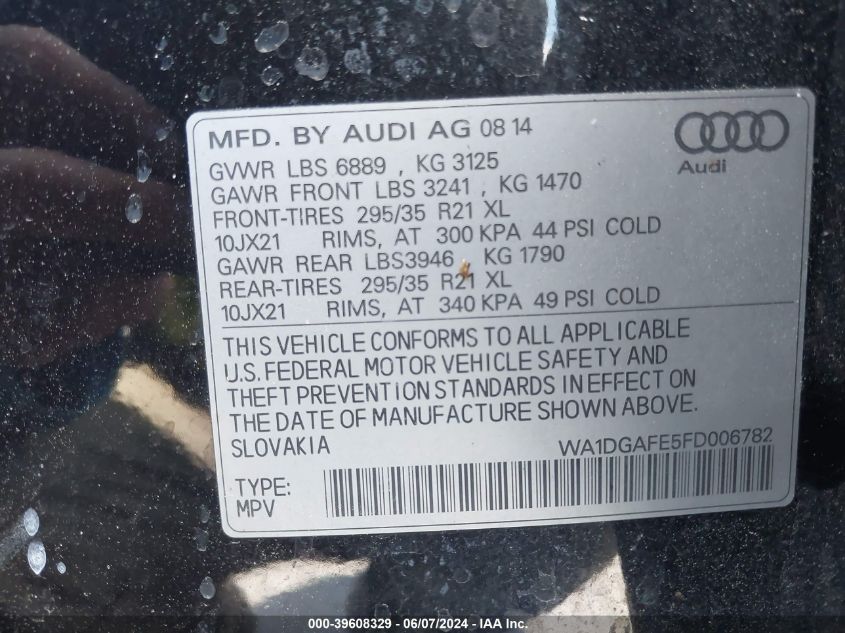 MFD. BY AUDI AG 08 14
Audi
GVWR LBS 6889 , KG 3125
GAWR FRONT LBS 3241 , KG 1470
FRONT-TIRES 295/35 R21 XL
10JX21 RIMS, AT 300 KPA 44 PSI COLD
GAWR REAR LBS3946 , KG 1790
REAR-TIRES 295/35 R21 XL
10JX21 RIMS, AT 340 KPA 49 PSI COLD
THIS VEHICLE CONFORMS TO ALL APPLICABLE
U.S. FEDERAL MOTOR VEHICLE SAFETY AND
THEFT PREVENTION STANDARDS IN EFFECT ON
THE DATE OF MANUFACTURE SHOWN ABOVE.
SLOVAKIA WA1DGAFE5FD006782
TYPE:
MPV
000-39608329 - 06/07/2024 - IAA Inc.